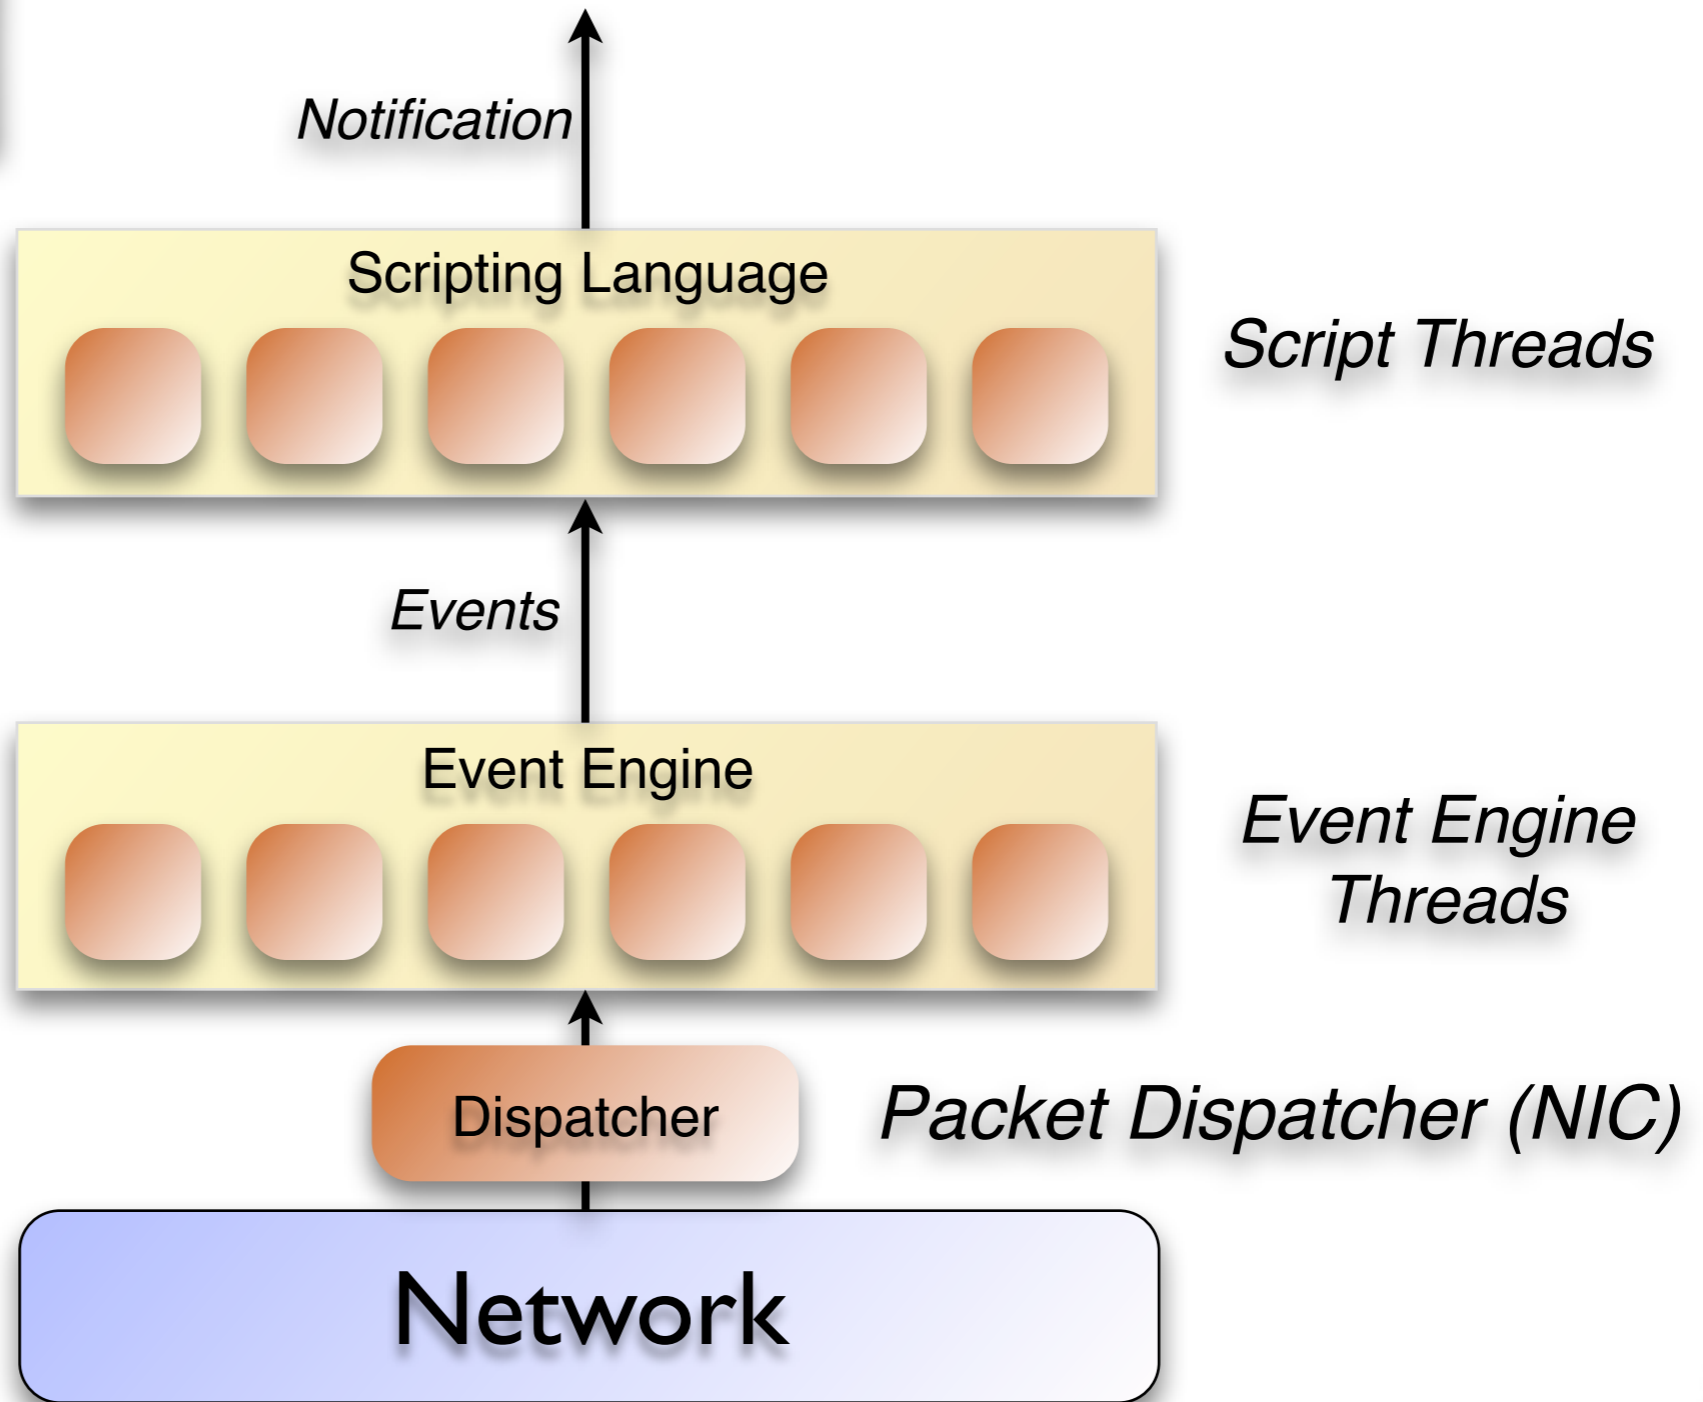 Notification
Scripting Language
Script Threads
Events
Event Engine
Event Engine
Threads
Dispatcher
Packet Dispatcher (NIC)
Network